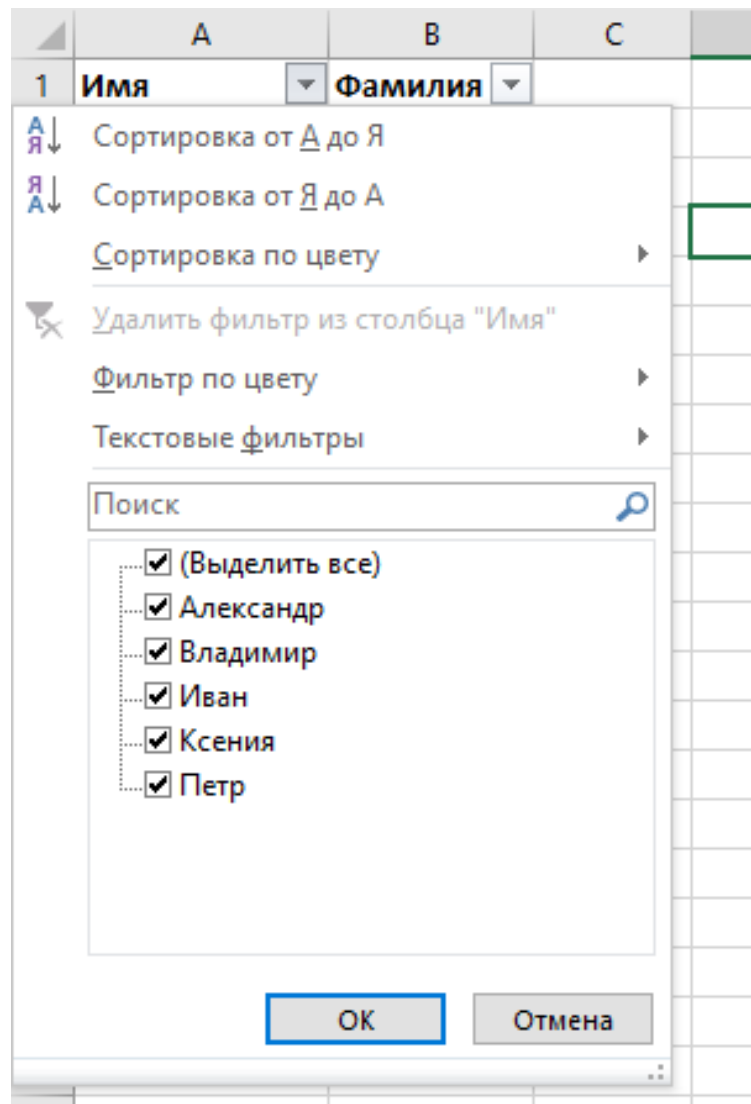 A B C
1 Имя Фамилия
Сортировка от А до Я
Сортировка от Я до А
Сортировка по цвету
Удалить фильтр из столбца "Имя"
Фильтр по цвету
Текстовые фильтры
Поиск
(Выделить все)
Александр
Владимир
Иван
Ксения
Петр
ОК Отмена